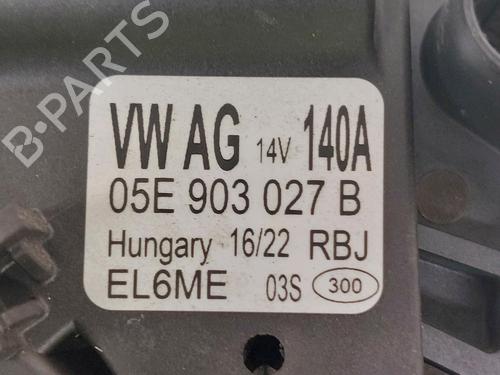 B-PARTS
VW AG 14V 140A
05E 903 027 B
Hungary 16/22 RBJ
EL6ME 03S 300